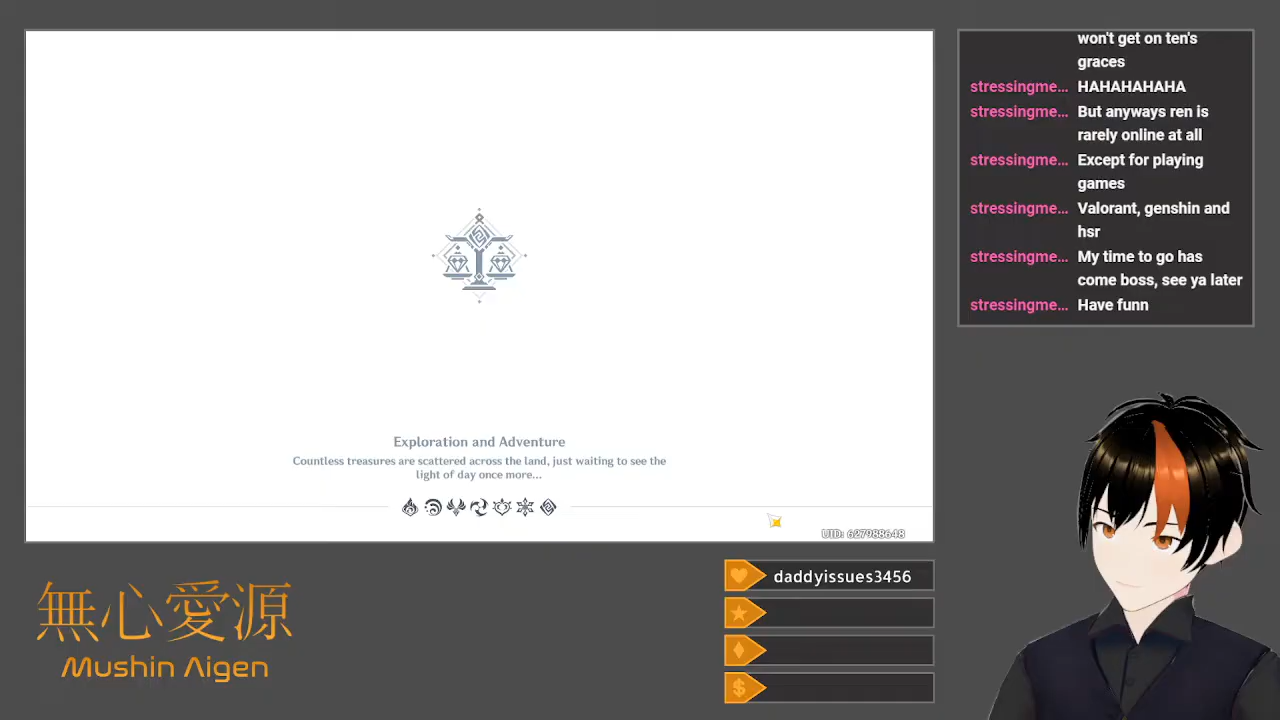 won't get on ten's
graces
stressingme... HAHAHAHAHA
stressingme... But anyways ren is
rarely online at all
stressingme... Except for playing
games
stressingme... Valorant, genshin and
hsr
stressingme... My time to go has
come boss, see ya later
stressingme... Have funn
Exploration and Adventure
Countless treasures are scattered across the land, just waiting to see the
light of day once more...
UID: 627988648
daddyissues3456
無心愛源
Mushin Aigen